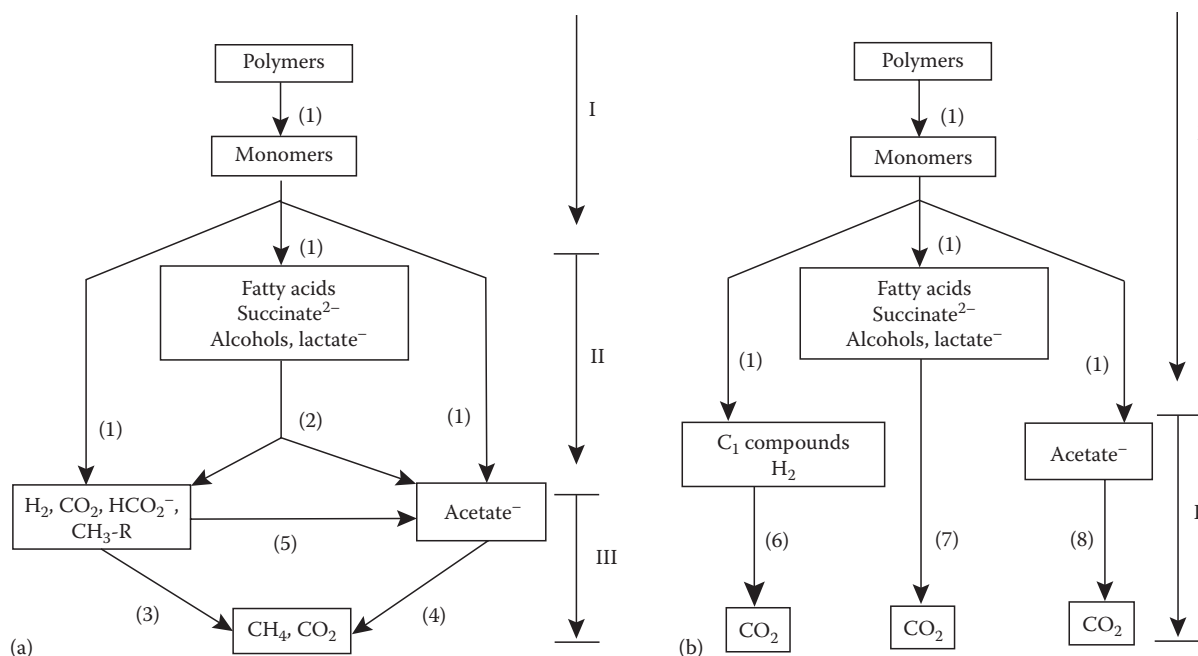 Polymers
(1)
I
Monomers
(1)
Fatty acids
Succinate²⁻
Alcohols, lactate⁻
II
(1)
(2)
(1)
H₂, CO₂, HCO₂⁻,
CH₃-R
(5)
Acetate⁻
III
(3)
(4)
CH₄, CO₂
(a)
Polymers
(1)
Monomers
(1)
Fatty acids
Succinate²⁻
Alcohols, lactate⁻
(1)
(1)
C₁ compounds
H₂
Acetate⁻
(6)
(7)
(8)
CO₂
CO₂
CO₂
(b)